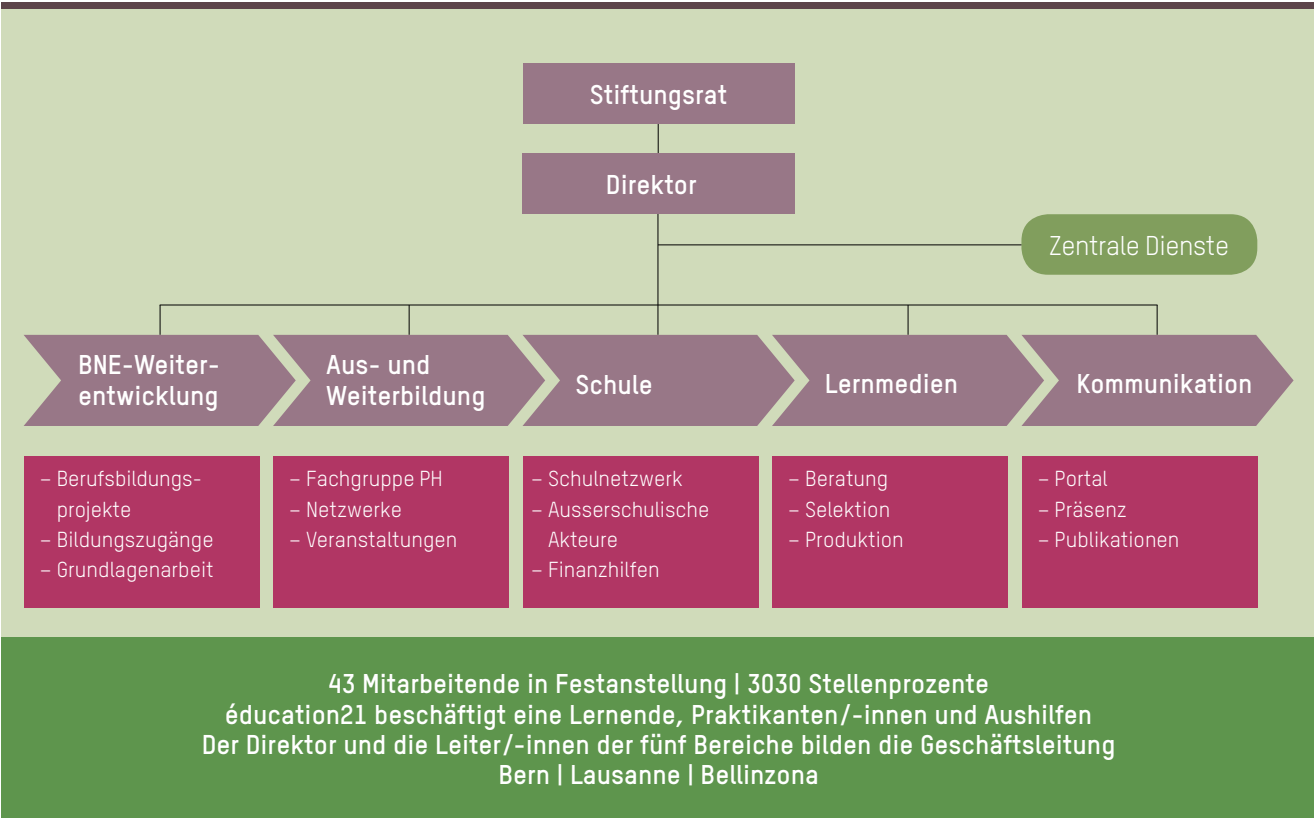 Stiftungsrat
Direktor
Zentrale Dienste
BNE-Weiter-
entwicklung
Aus- und
Weiterbildung
Schule
Lernmedien
Kommunikation
– Berufsbildungs-
projekte
– Bildungszugänge
– Grundlagenarbeit
– Fachgruppe PH
– Netzwerke
– Veranstaltungen
– Schulnetzwerk
– Ausserschulische
Akteure
– Finanzhilfen
– Beratung
– Selektion
– Produktion
– Portal
– Präsenz
– Publikationen
43 Mitarbeitende in Festanstellung | 3030 Stellenprozente
éducation21 beschäftigt eine Lernende, Praktikanten/-innen und Aushilfen
Der Direktor und die Leiter/-innen der fünf Bereiche bilden die Geschäftsleitung
Bern | Lausanne | Bellinzona